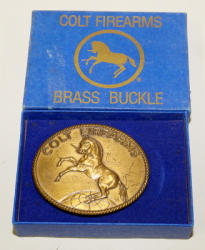 COLT FIREARMS
®
BRASS BUCKLE
COLT FIREARMS